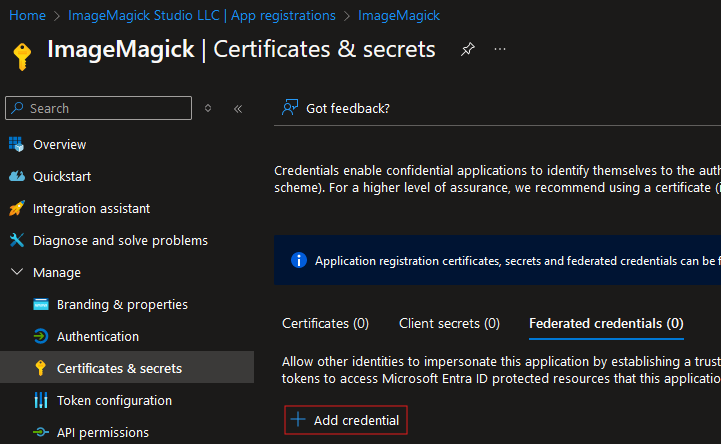 Home > ImageMagick Studio LLC | App registrations > ImageMagick
ImageMagick | Certificates & secrets
Search
Got feedback?
Overview
Quickstart
Integration assistant
Diagnose and solve problems
Manage
Branding & properties
Authentication
Certificates & secrets
Token configuration
API permissions
Credentials enable confidential applications to identify themselves to the
scheme). For a higher level of assurance, we recommend using a certificate
Application registration certificates, secrets and federated credentials can be
Certificates (0) Client secrets (0) Federated credentials (0)
Allow other identities to impersonate this application by establishing a trust
tokens to access Microsoft Entra ID protected resources that this application
Add credential